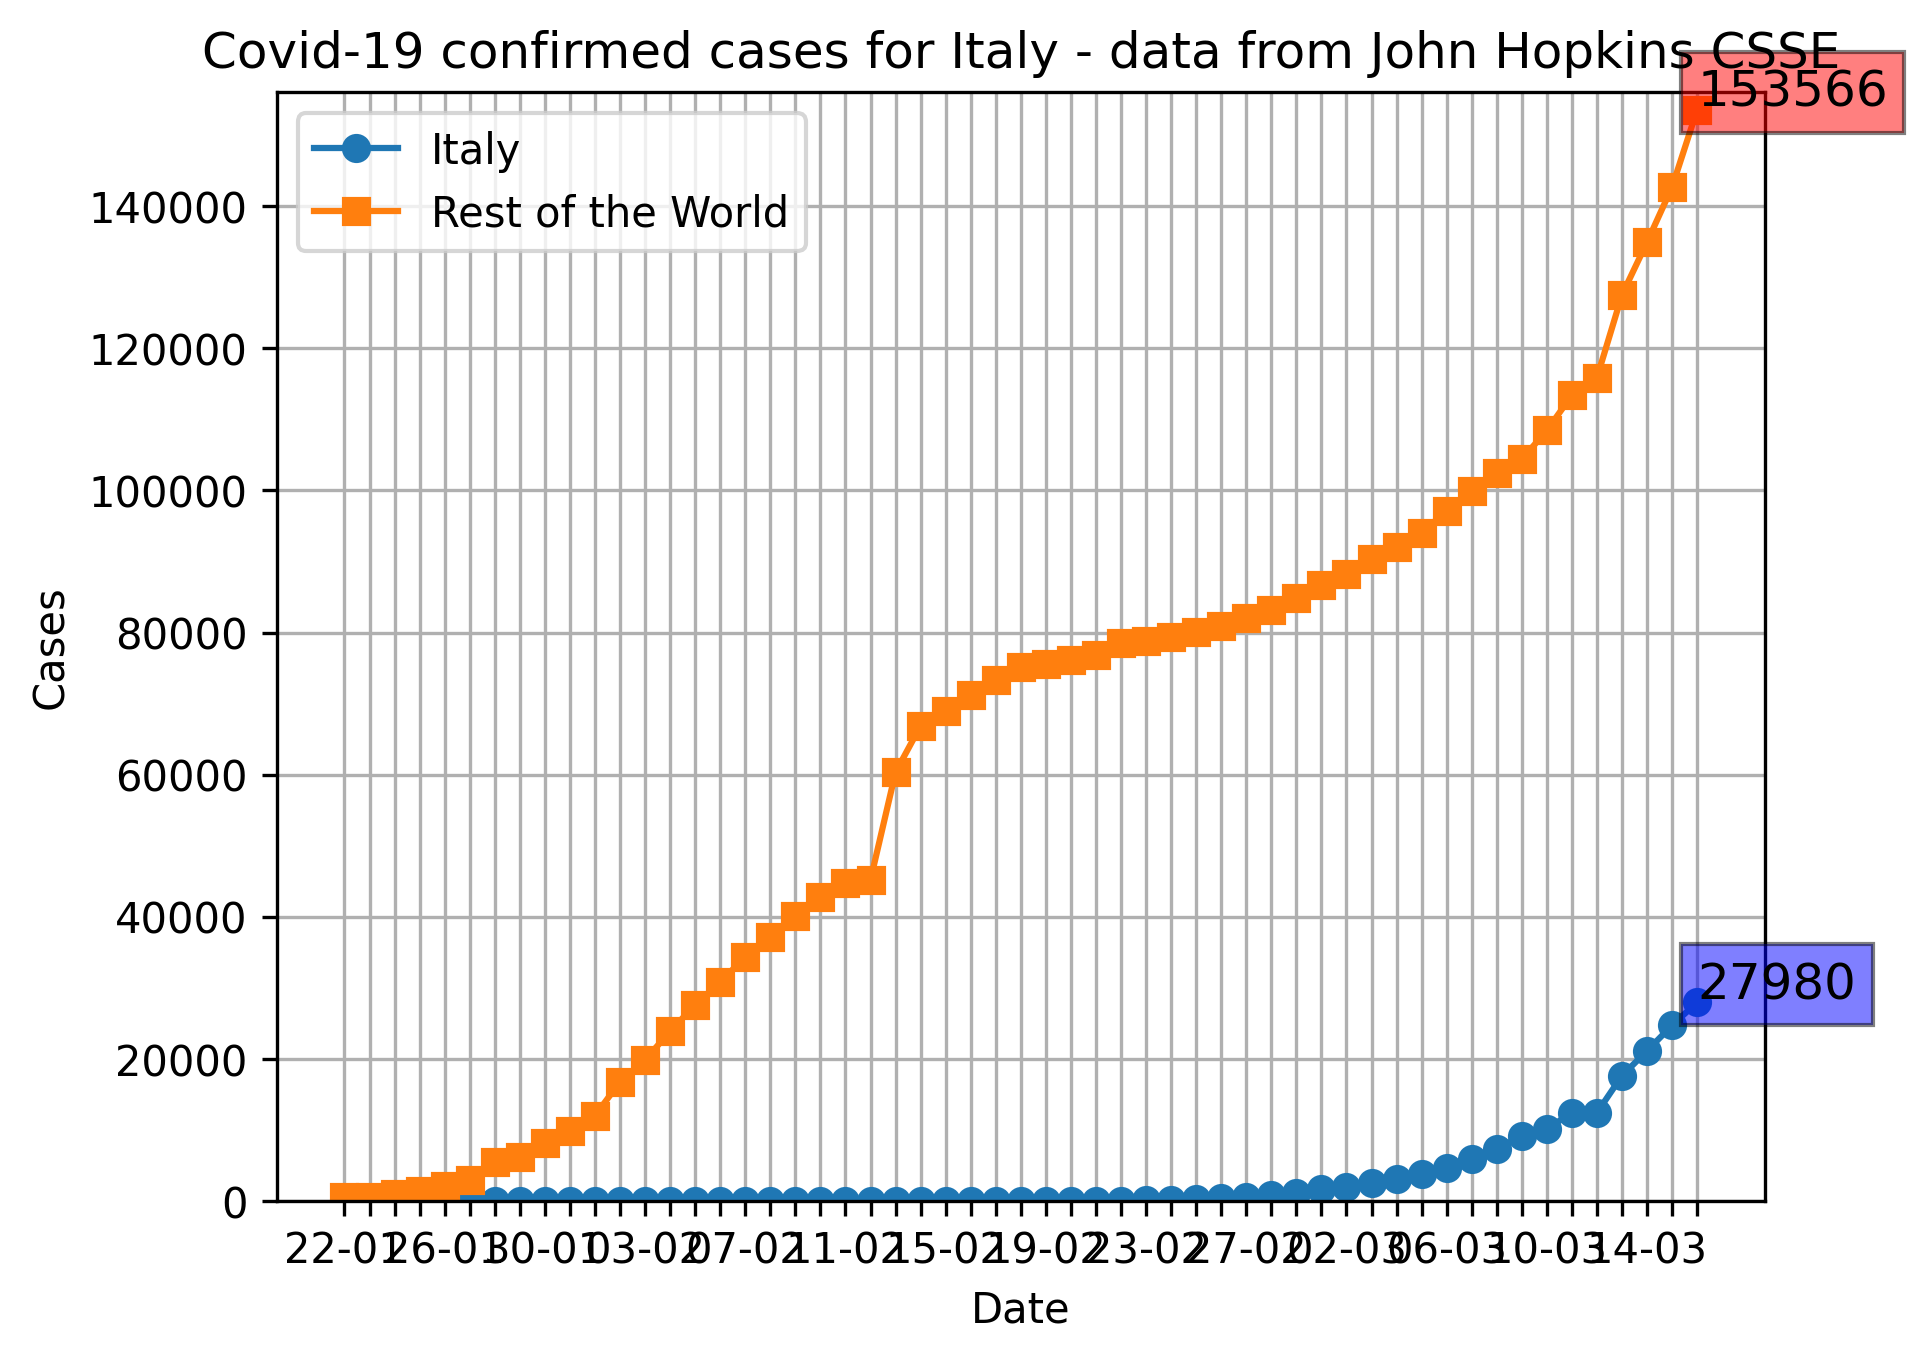 Covid-19 confirmed cases for Italy - data from John Hopkins CSSE
153566
Italy
Rest of the World
140000
120000
100000
80000
60000
40000
20000
0
27980
Cases
22-01 26-01 30-01 03-02 07-02 11-02 15-02 19-02 23-02 27-02 02-03 06-03 10-03 14-03
Date